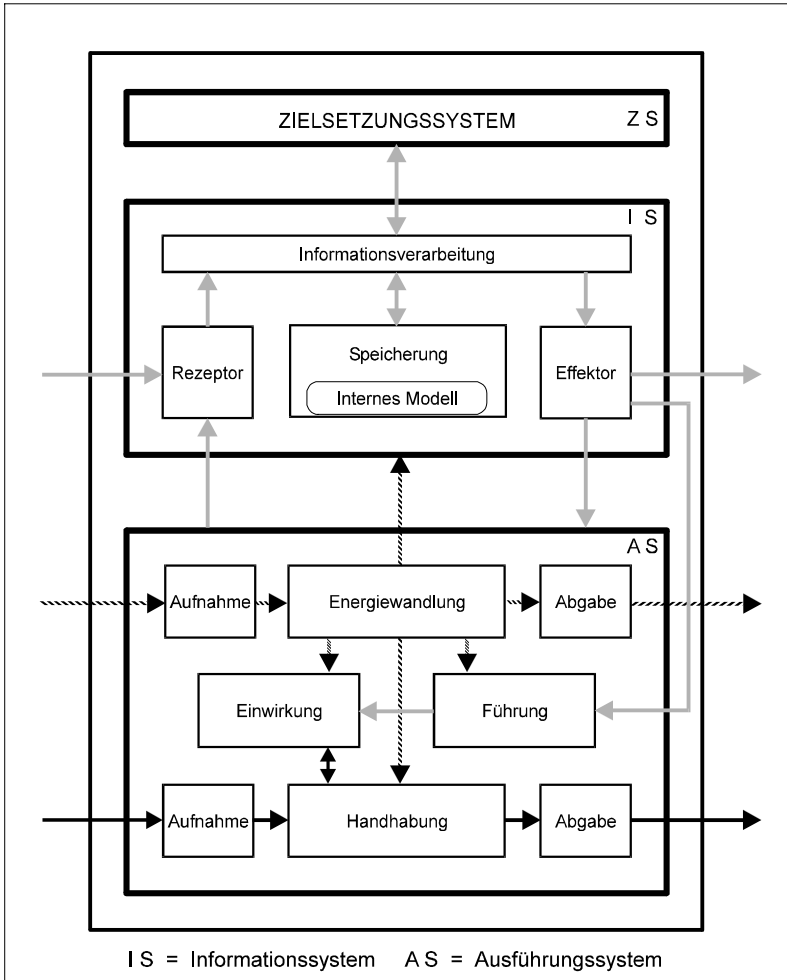 ZIELSETZUNGSSYSTEM Z S
I S
Informationsverarbeitung
Rezeptor
Speicherung
Internes Modell
Effektor
A S
Aufnahme
Energiewandlung
Abgabe
Einwirkung
Führung
Aufnahme
Handhabung
Abgabe
I S = Informationssystem A S = Ausführungssystem